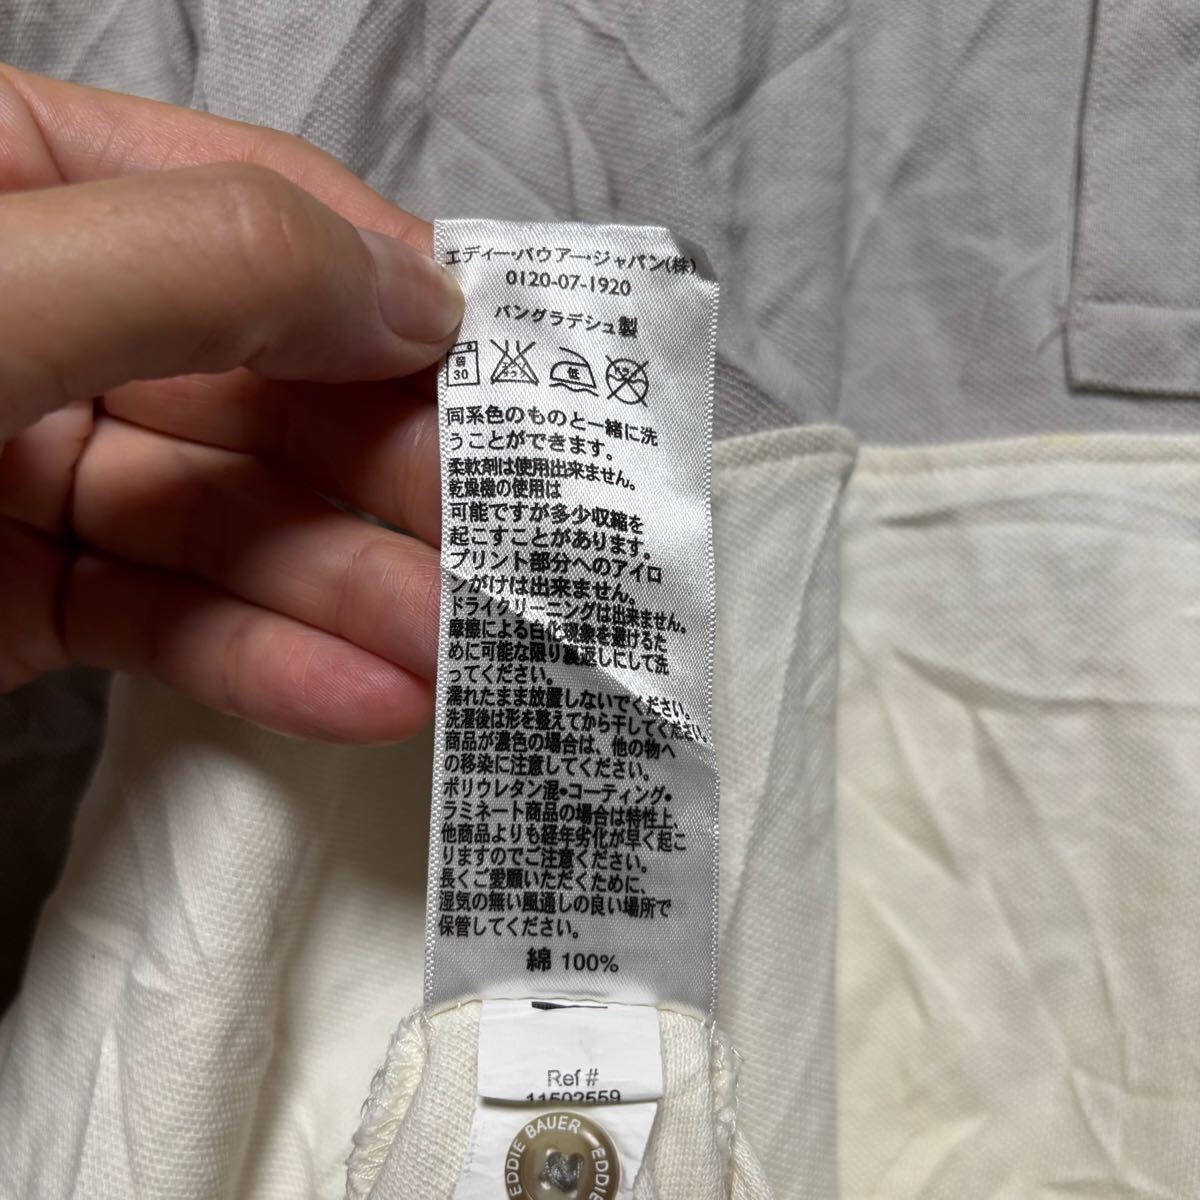 エディー・バウアー・ジャパン(株)
0120-07-1920
バングラデシュ製
弱
30
低
同系色のものと一緒に洗
うことができます。
柔軟剤は使用出来ません。
乾燥機の使用は
可能ですが多少収縮を
起こすことがあります。
プリント部分へのアイロ
ンがけは出来ません。
ドライクリーニングは出来ません。
摩擦による白化現象を避けるた
めに可能な限り裏返しにして洗
ってください。
濡れたまま放置しないでください。
洗濯後は形を整えてから干してください。
商品が濃色の場合は、他の物へ
の移染に注意してください。
ポリウレタン混・コーティング・
ラミネート商品の場合は特性上、
他商品よりも経年劣化が早く起こ
りますのでご注意ください。
長くご愛顧いただくために、
湿気の無い風通しの良い場所で
保管してください。
綿 100%
Ref #
11502559
EDDIE BAUER